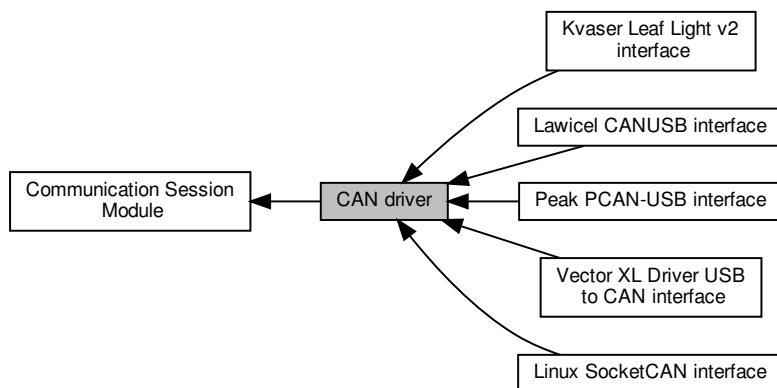 Kvaser Leaf Light v2
interface
Lawicel CANUSB interface
Communication Session
Module
CAN driver
Peak PCAN-USB interface
Vector XL Driver USB
to CAN interface
Linux SocketCAN interface